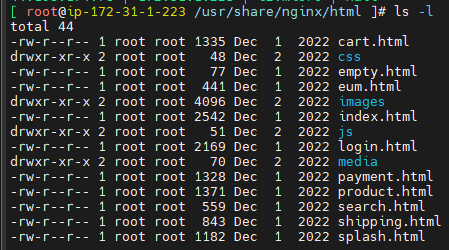 [ root@ip-172-31-1-223 /usr/share/nginx/html ]# ls -l
total 44
-rw-r--r-- 1 root root 1335 Dec  1  2022 cart.html
drwxr-xr-x 2 root root   48 Dec  2  2022 css
-rw-r--r-- 1 root root   77 Dec  1  2022 empty.html
-rw-r--r-- 1 root root  441 Dec  1  2022 eum.html
drwxr-xr-x 2 root root 4096 Dec  2  2022 images
-rw-r--r-- 1 root root 2542 Dec  1  2022 index.html
drwxr-xr-x 2 root root   51 Dec  2  2022 js
-rw-r--r-- 1 root root 2169 Dec  1  2022 login.html
drwxr-xr-x 2 root root   70 Dec  2  2022 media
-rw-r--r-- 1 root root 1328 Dec  1  2022 payment.html
-rw-r--r-- 1 root root 1371 Dec  1  2022 product.html
-rw-r--r-- 1 root root  559 Dec  1  2022 search.html
-rw-r--r-- 1 root root  843 Dec  1  2022 shipping.html
-rw-r--r-- 1 root root 1182 Dec  1  2022 splash.html